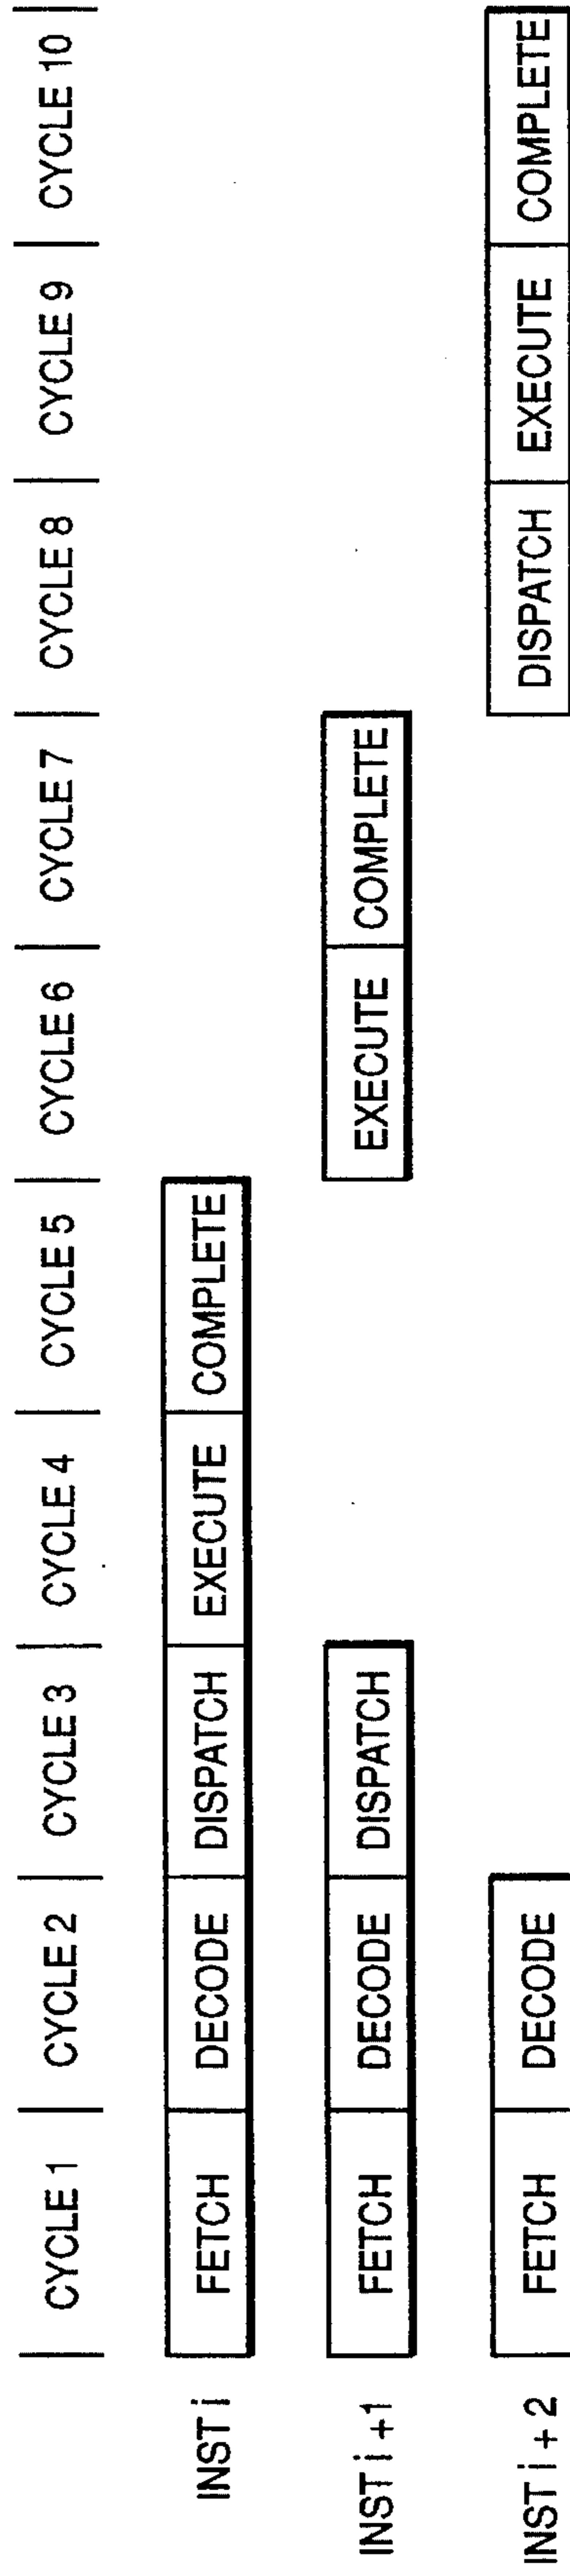 CYCLE 1 | CYCLE 2 | CYCLE 3 | CYCLE 4 | CYCLE 5 | CYCLE 6 | CYCLE 7 | CYCLE 8 | CYCLE 9 | CYCLE 10
INST i FETCH DECODE DISPATCH EXECUTE COMPLETE
INST i +1 FETCH DECODE DISPATCH EXECUTE COMPLETE
INST i + 2 FETCH DECODE DISPATCH EXECUTE COMPLETE